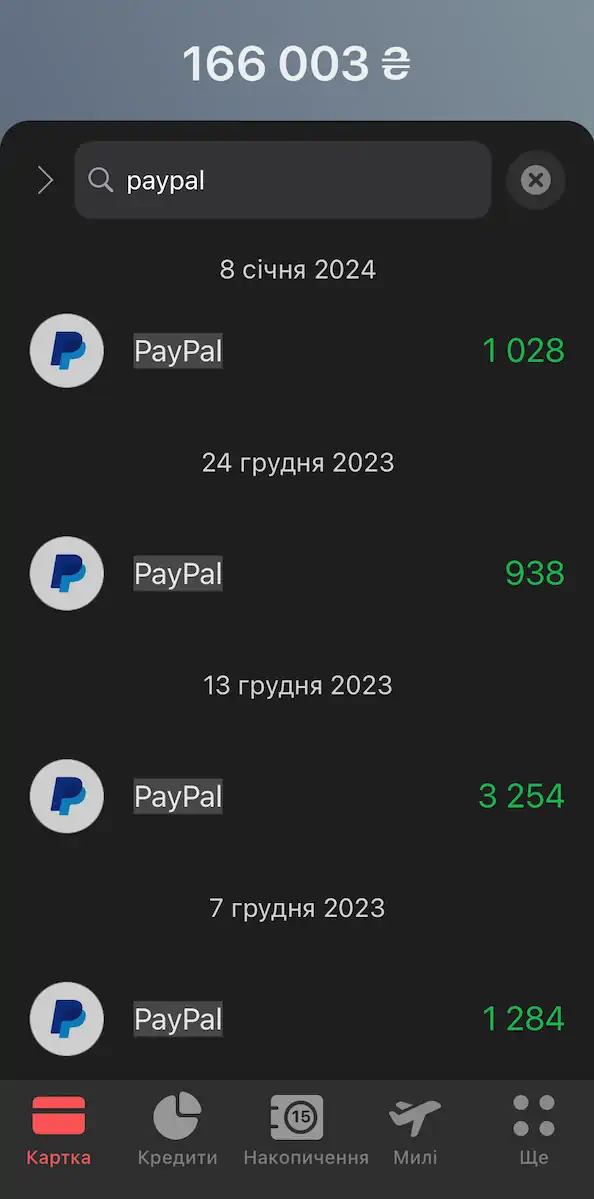 166 003 ₴
paypal
8 січня 2024
PayPal 1 028
24 грудня 2023
PayPal 938
13 грудня 2023
PayPal 3 254
7 грудня 2023
PayPal 1 284
15
Картка Кредити Накопичення Милі Ще